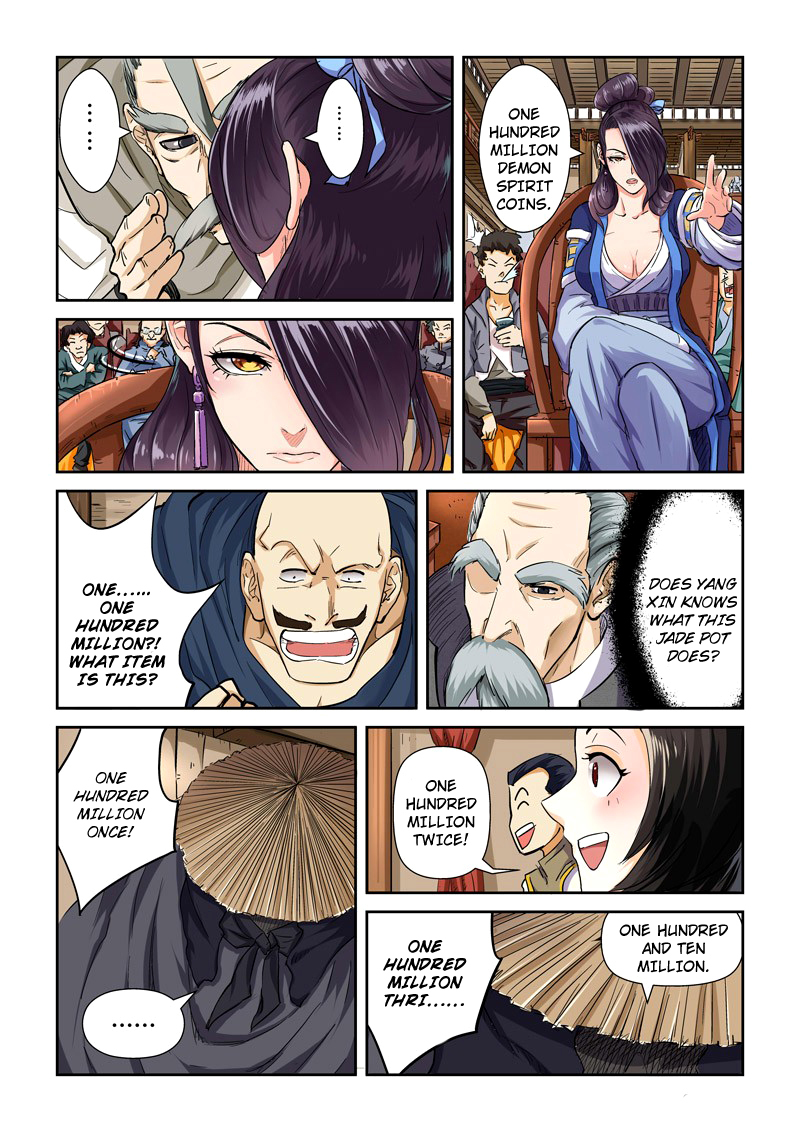 ......
......
ONE
HUNDRED
MILLION
DEMON
SPIRIT
COINS.
ONE......
ONE
HUNDRED
MILLION?!
WHAT ITEM
IS THIS?
DOES YANG
XIN KNOWS
WHAT THIS
JADE POT
DOES?
ONE
HUNDRED
MILLION
ONCE!
......
ONE
HUNDRED
MILLION
TWICE!
ONE
HUNDRED
MILLION
THRI......
ONE HUNDRED
AND TEN
MILLION.